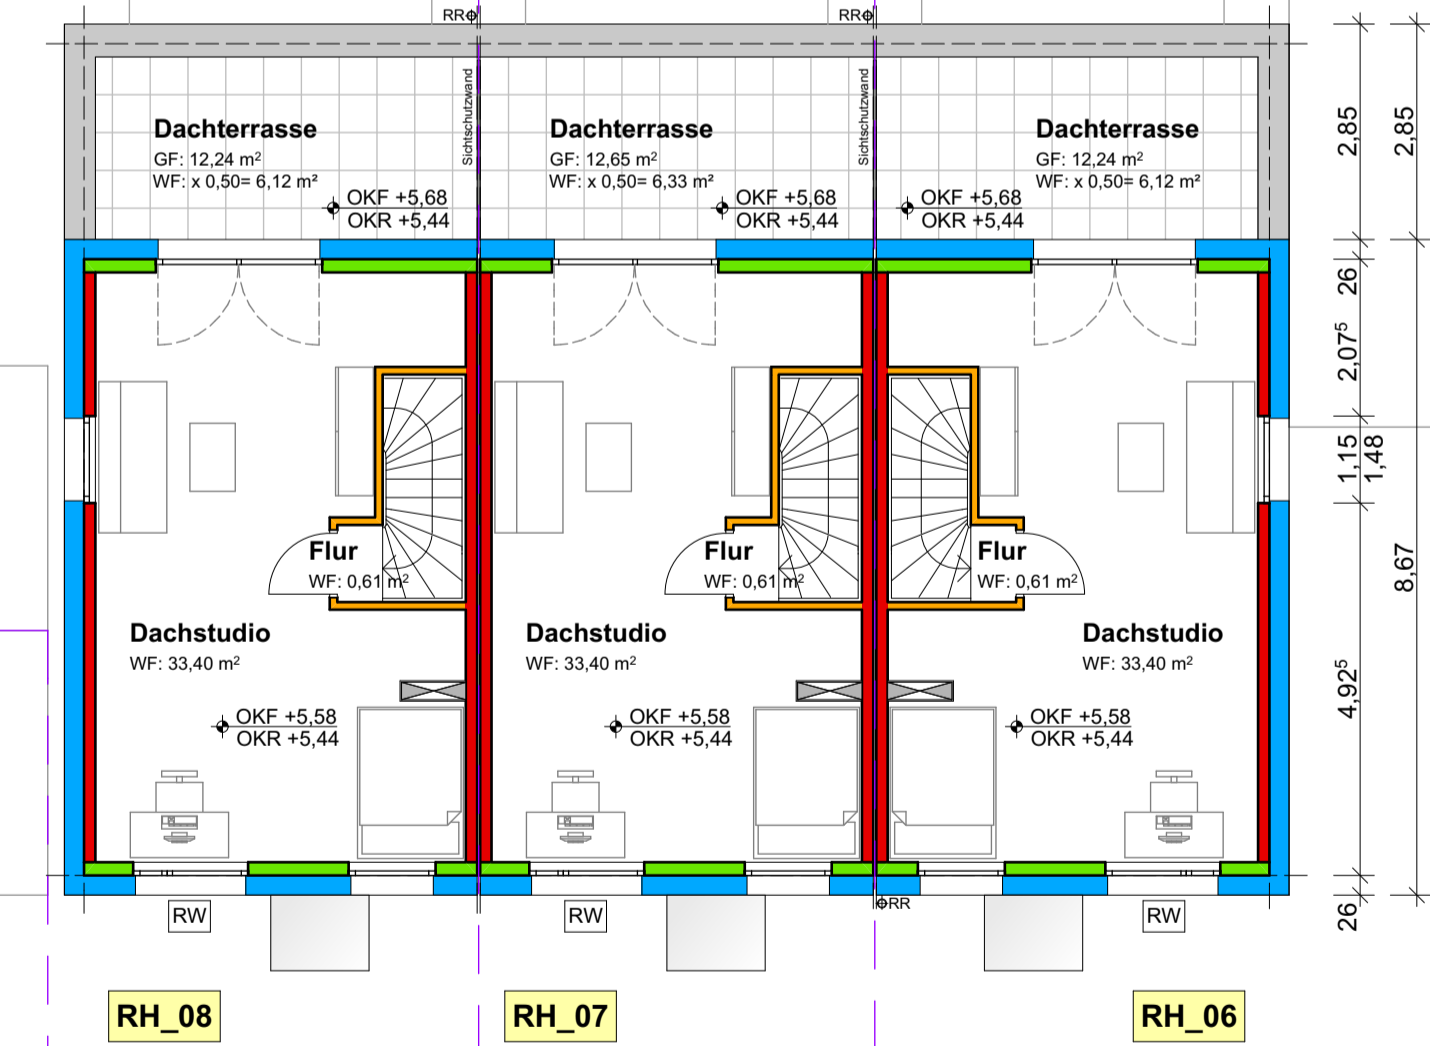 RR
RR
Sichtschutzwand
Sichtschutzwand
Dachterrasse
GF: 12,24 m²
WF: x 0,50= 6,12 m²
OKF +5,68
OKR +5,44
Dachterrasse
GF: 12,65 m²
WF: x 0,50= 6,33 m²
OKF +5,68
OKR +5,44
Dachterrasse
GF: 12,24 m²
WF: x 0,50= 6,12 m²
OKF +5,68
OKR +5,44
2,85
2,85
26
2,07⁵
1,15
1,48
8,67
4,92⁵
26
Flur
WF: 0,61 m²
Flur
WF: 0,61 m²
Flur
WF: 0,61 m²
Dachstudio
WF: 33,40 m²
OKF +5,58
OKR +5,44
Dachstudio
WF: 33,40 m²
OKF +5,58
OKR +5,44
Dachstudio
WF: 33,40 m²
OKF +5,58
OKR +5,44
RW
RW
RR
RW
RH_08
RH_07
RH_06